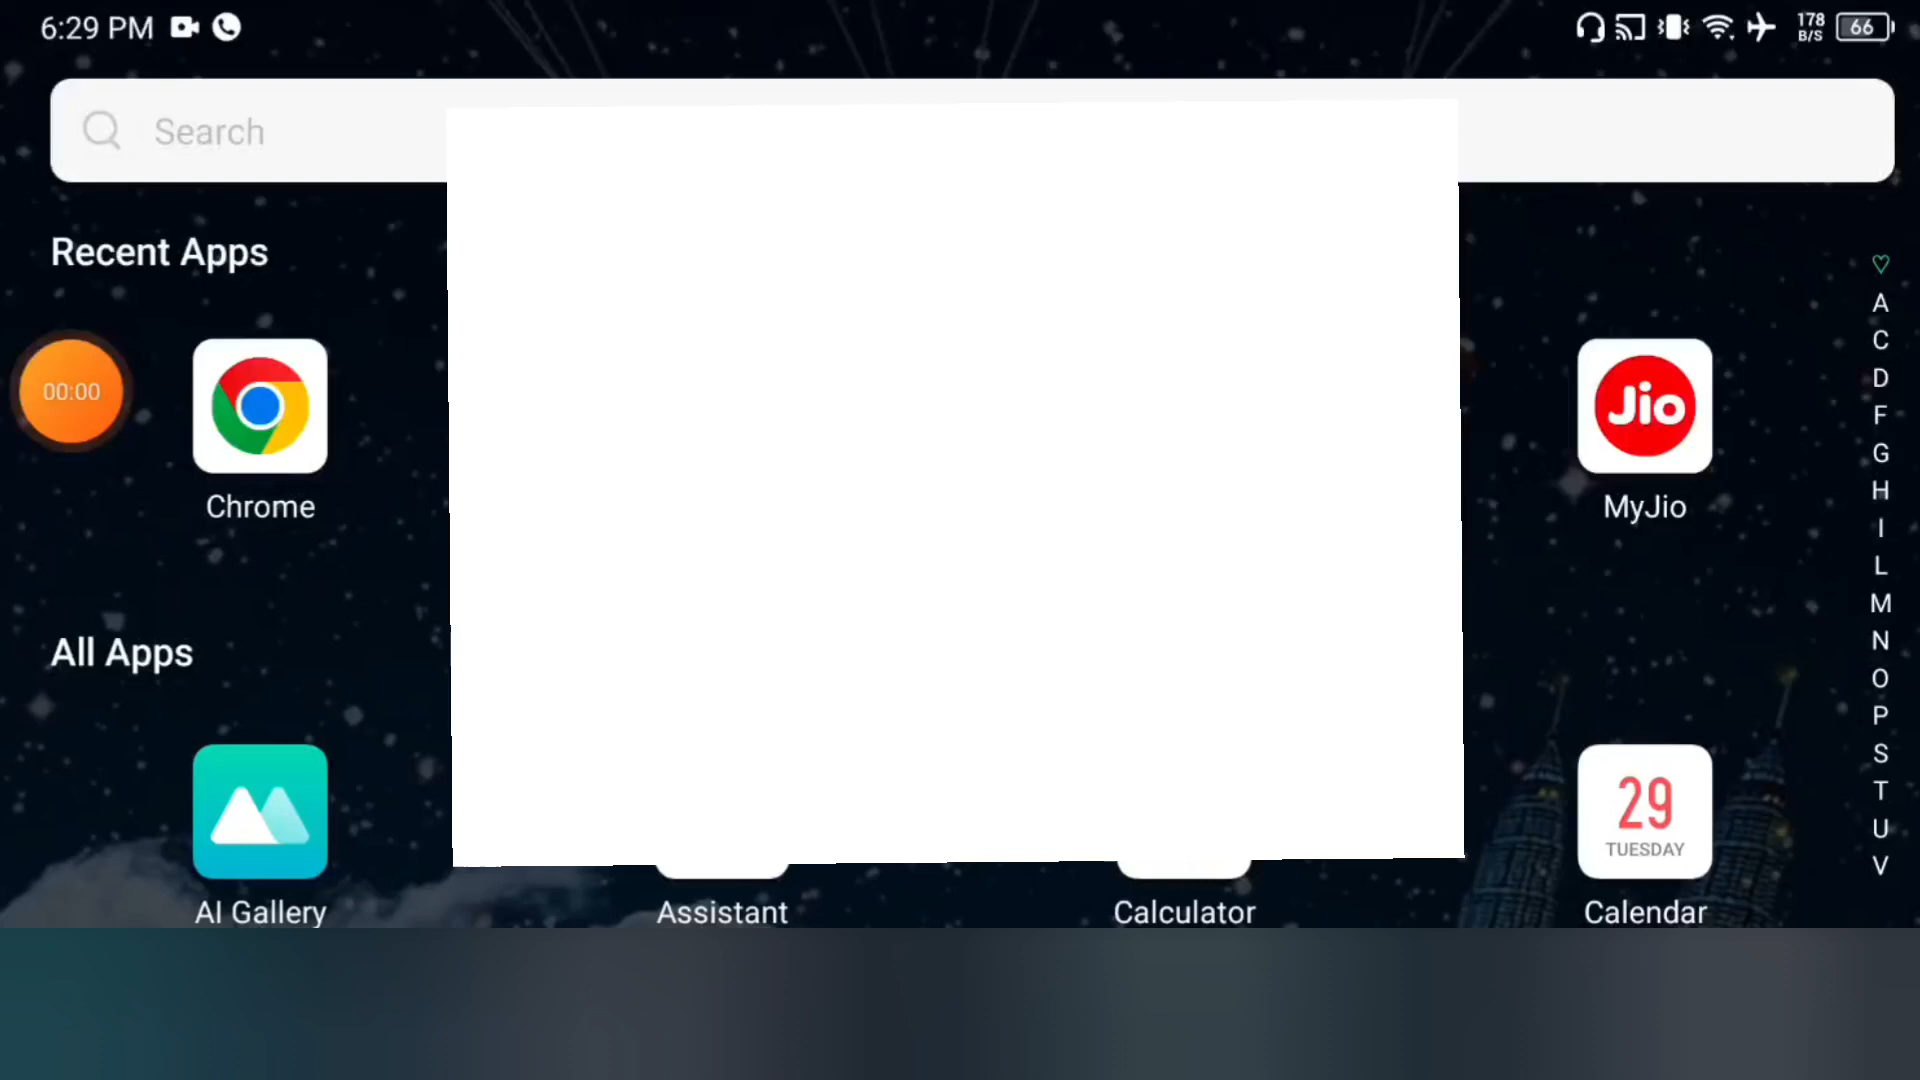 6:29 PM
178
B/S
66
Search
Recent Apps
00:00
Jio
Chrome
MyJio
All Apps
29
TUESDAY
AI Gallery
Assistant
Calculator
Calendar
A
C
D
F
G
H
I
L
M
N
O
P
S
T
U
V